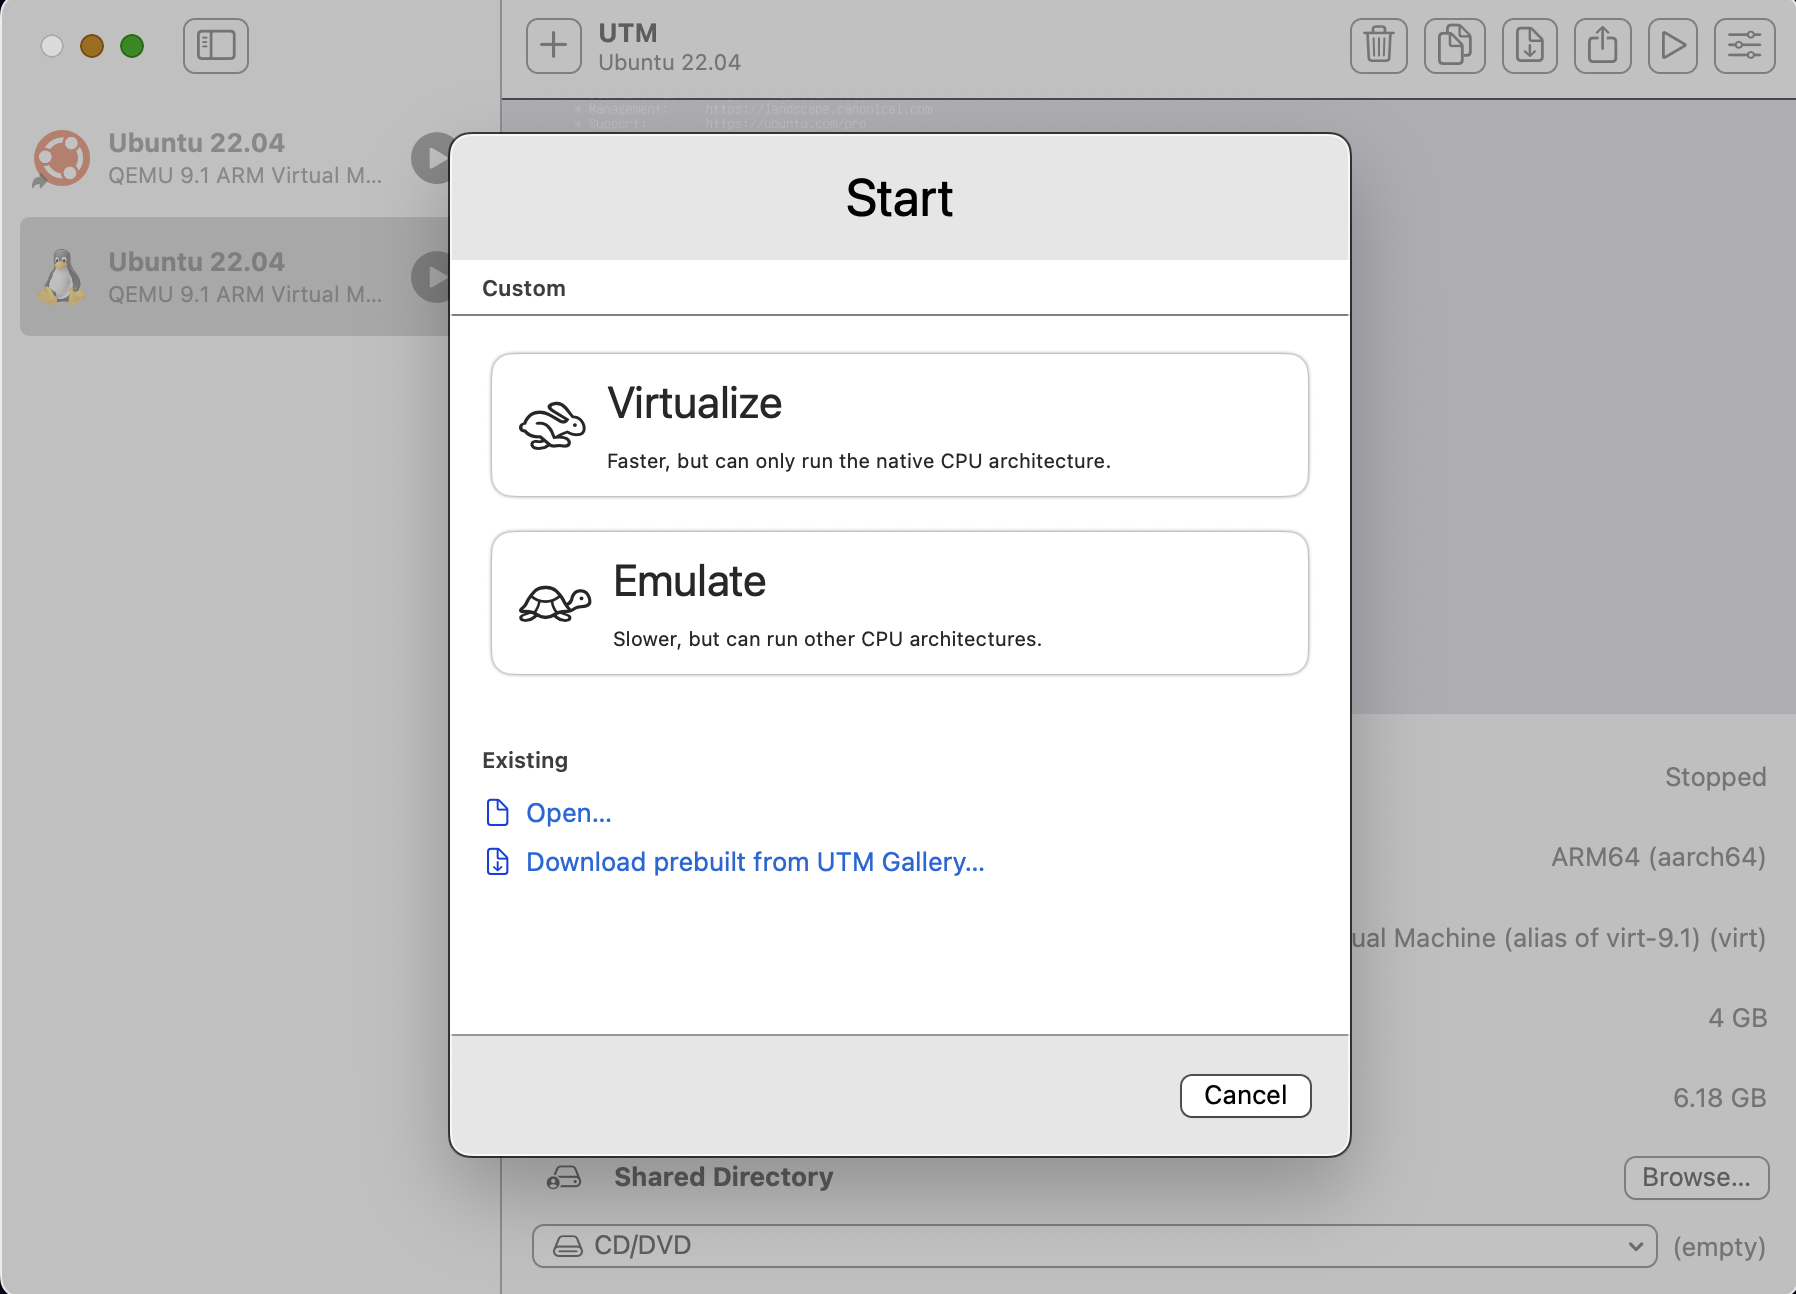 UTM
Ubuntu 22.04
* Management: https://landscape.canonical.com
* Support: https://ubuntu.com/pro
Ubuntu 22.04
QEMU 9.1 ARM Virtual M...
Ubuntu 22.04
QEMU 9.1 ARM Virtual M...
Start
Custom
Virtualize
Faster, but can only run the native CPU architecture.
Emulate
Slower, but can run other CPU architectures.
Existing
Open...
Download prebuilt from UTM Gallery...
Cancel
Stopped
ARM64 (aarch64)
ual Machine (alias of virt-9.1) (virt)
4 GB
6.18 GB
Shared Directory
Browse...
CD/DVD
(empty)